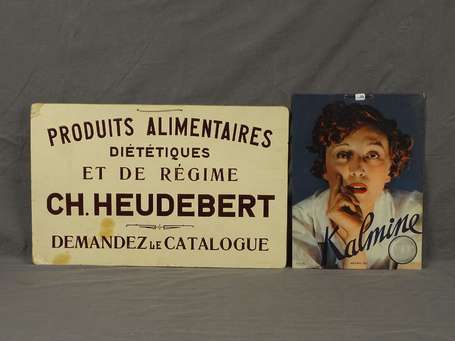 PRODUITS ALIMENTAIRES
DIÉTÉTIQUES
ET DE RÉGIME
CH. HEUDEBERT
DEMANDEZ LE CATALOGUE
Kalmine